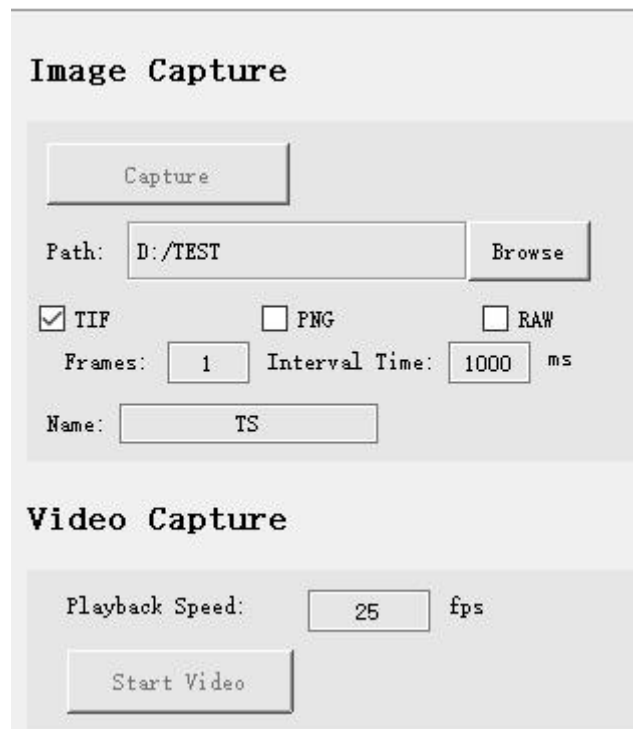 Image Capture
Capture
Path: D:/TEST Browse
TIF PNG RAW
Frames: 1 Interval Time: 1000 ms
Name: TS
Video Capture
Playback Speed: 25 fps
Start Video